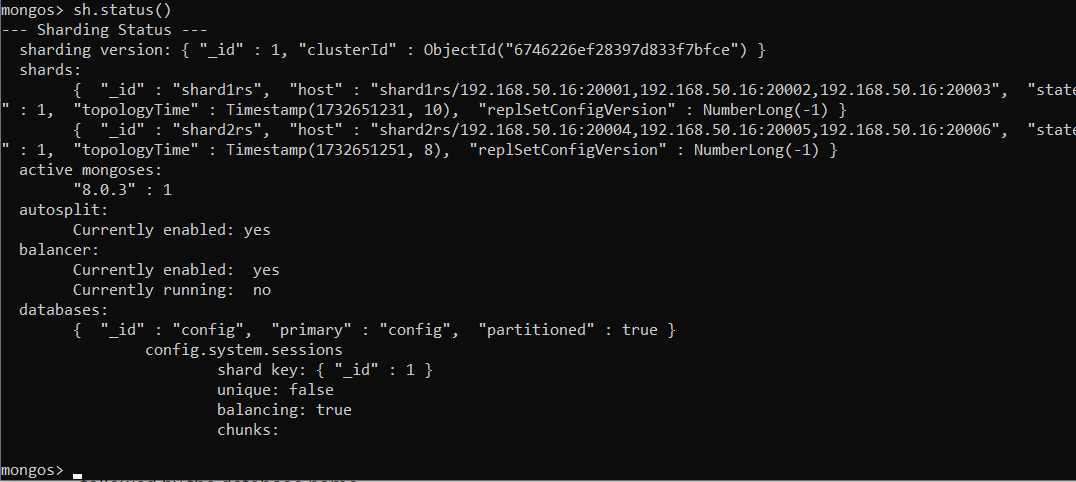 mongos> sh.status()
--- Sharding Status ---
  sharding version: { "_id" : 1, "clusterId" : ObjectId("6746226ef28397d833f7bfce") }
  shards:
        {  "_id" : "shard1rs",  "host" : "shard1rs/192.168.50.16:20001,192.168.50.16:20002,192.168.50.16:20003",  "state
" : 1,  "topologyTime" : Timestamp(1732651231, 10),  "replSetConfigVersion" : NumberLong(-1) }
        {  "_id" : "shard2rs",  "host" : "shard2rs/192.168.50.16:20004,192.168.50.16:20005,192.168.50.16:20006",  "state
" : 1,  "topologyTime" : Timestamp(1732651251, 8),  "replSetConfigVersion" : NumberLong(-1) }
  active mongoses:
        "8.0.3" : 1
  autosplit:
        Currently enabled: yes
  balancer:
        Currently enabled:  yes
        Currently running:  no
  databases:
        {  "_id" : "config",  "primary" : "config",  "partitioned" : true }
                config.system.sessions
                        shard key: { "_id" : 1 }
                        unique: false
                        balancing: true
                        chunks:
mongos>